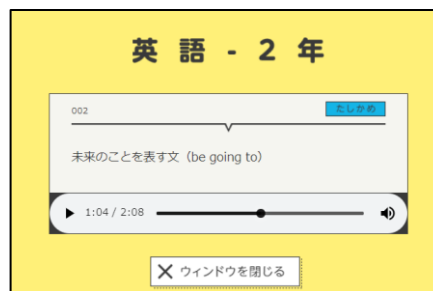 英語-2年
002
たしかめ
未来のことを表す文（be going to）
1:04 / 2:08
ウィンドウを閉じる